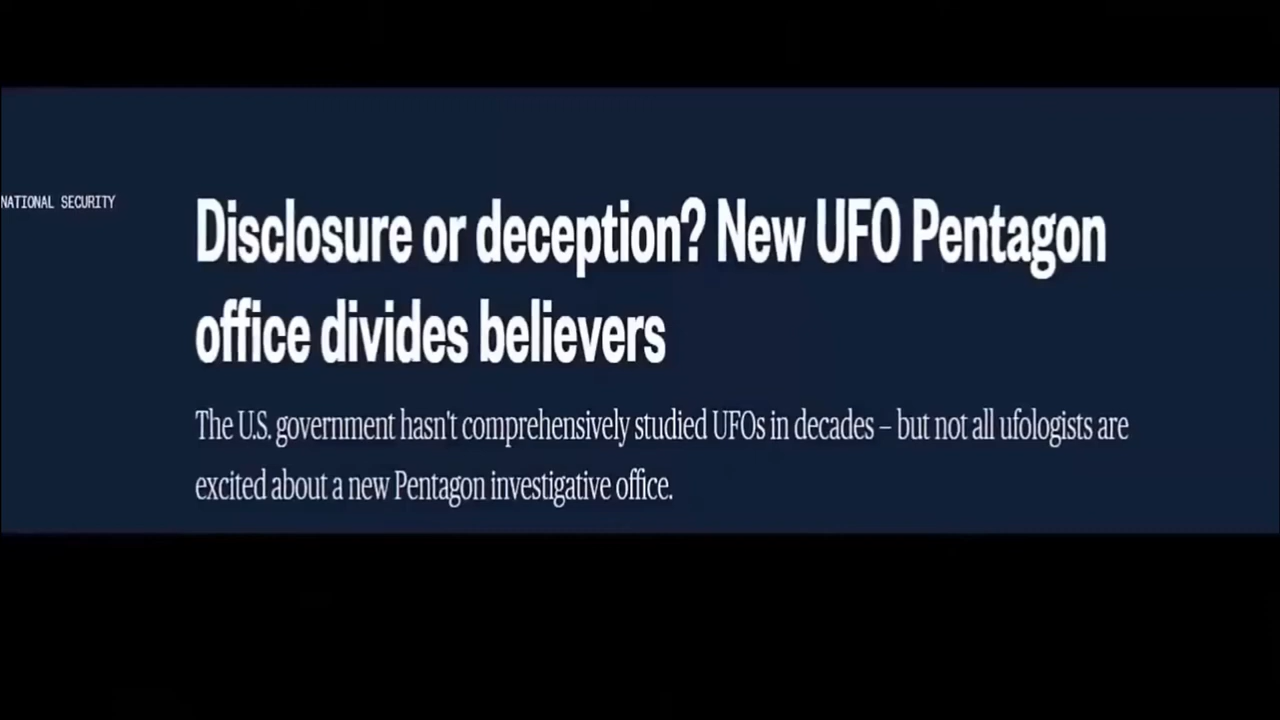 NATIONAL SECURITY
Disclosure or deception? New UFO Pentagon
office divides believers
The U.S. government hasn't comprehensively studied UFOs in decades – but not all ufologists are
excited about a new Pentagon investigative office.